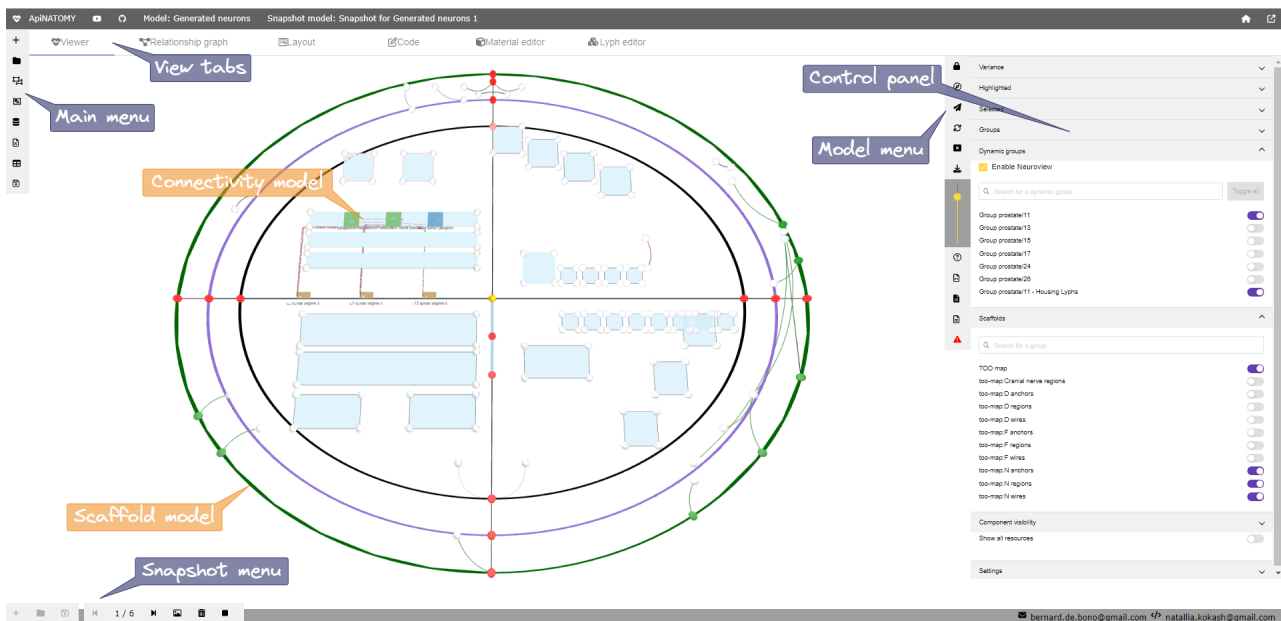 ApiNATOMY Model: Generated neurons Snapshot model: Snapshot for Generated neurons 1
Viewer Relationship graph Layout Code Material editor Lyph editor
View tabs
Main menu
Control panel
Model menu
Connectivity model
Scaffold model
Snapshot menu
Variance
Highlighted
Selected
Groups
Dynamic groups
Enable Neuroview
Search for a dynamic group Toggle all
Group prostate/11
Group prostate/13
Group prostate/15
Group prostate/17
Group prostate/24
Group prostate/26
Group prostate/11 - Housing Lyphs
Scaffolds
Search for a group
TOO map
too-map:Cranial nerve regions
too-map:D anchors
too-map:D regions
too-map:D wires
too-map:F anchors
too-map:F regions
too-map:F wires
too-map:N anchors
too-map:N regions
too-map:N wires
Component visibility
Show all resources
Settings
1 / 6
bernard.de.bono@gmail.com </> natallia.kokash@gmail.com